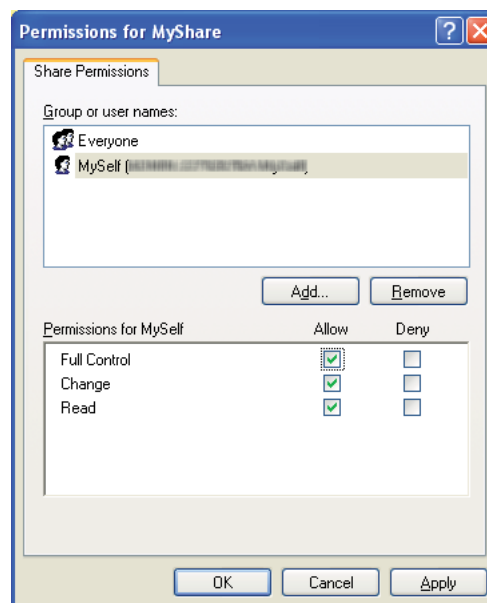 Permissions for MyShare
Share Permissions
Group or user names:
Everyone
MySelf (
Add... Remove
Permissions for MySelf Allow Deny
Full Control
Change
Read
OK Cancel Apply